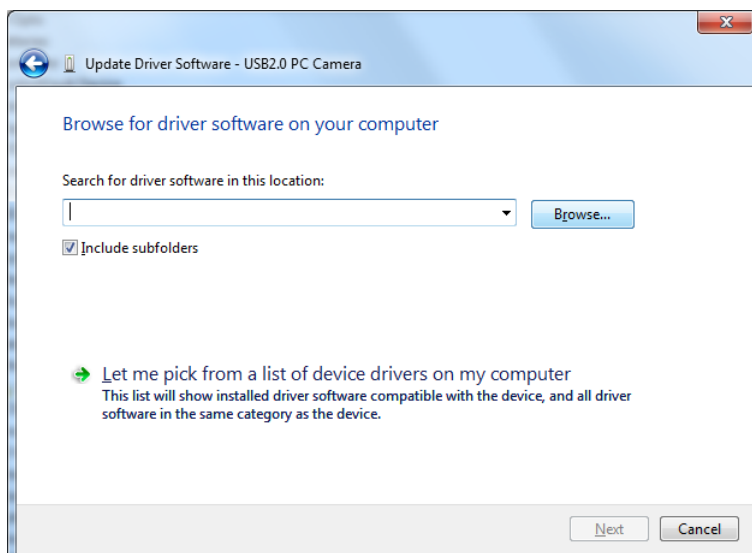 Update Driver Software - USB2.0 PC Camera
Browse for driver software on your computer
Search for driver software in this location:
Browse...
Include subfolders
Let me pick from a list of device drivers on my computer
This list will show installed driver software compatible with the device, and all driver
software in the same category as the device.
Next
Cancel